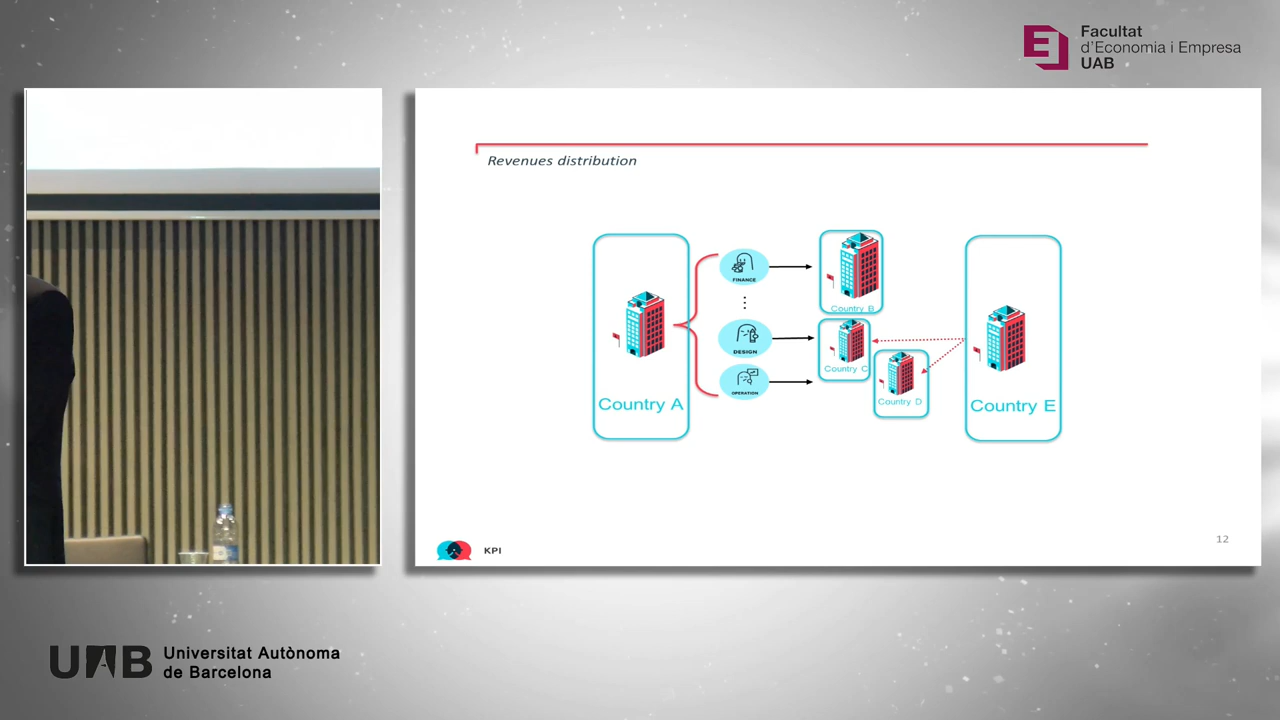 Facultat
d'Economia i Empresa
UAB
Revenues distribution
FINANCE
Country B
DESIGN
Country C
OPERATION
Country D
Country A
Country E
KPI
12
UAB
Universitat Autònoma
de Barcelona